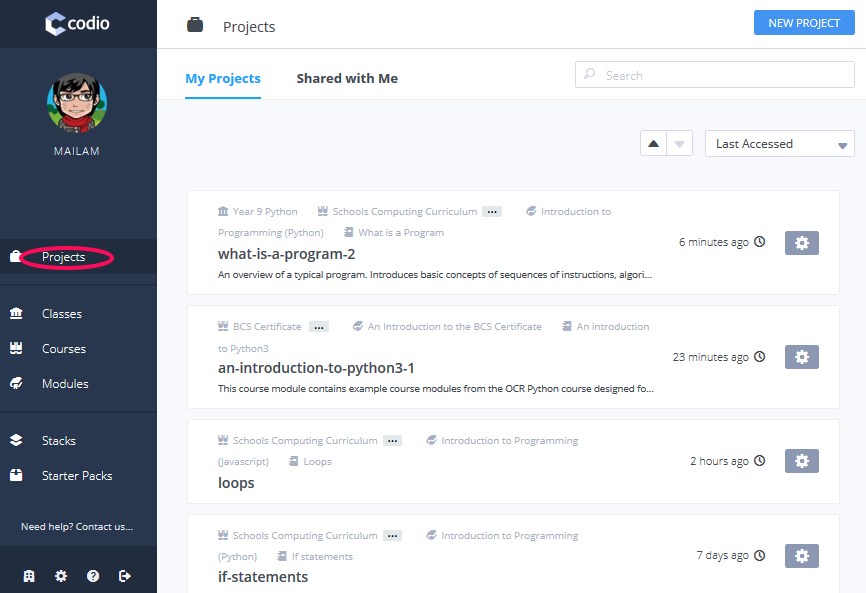 codio
Projects
NEW PROJECT
MAILAM
My Projects
Shared with Me
Search
Last Accessed
Projects
Classes
Courses
Modules
Stacks
Starter Packs
Need help? Contact us...
Year 9 Python Schools Computing Curriculum ... Introduction to
Programming (Python) What is a Program
what-is-a-program-2
An overview of a typical program. Introduces basic concepts of sequences of instructions, algori...
6 minutes ago
BCS Certificate ... An Introduction to the BCS Certificate An introduction
to Python3
an-introduction-to-python3-1
This course module contains example course modules from the OCR Python course designed fo...
23 minutes ago
Schools Computing Curriculum ... Introduction to Programming
(Javascript) Loops
loops
2 hours ago
Schools Computing Curriculum ... Introduction to Programming
(Python) If statements
if-statements
7 days ago